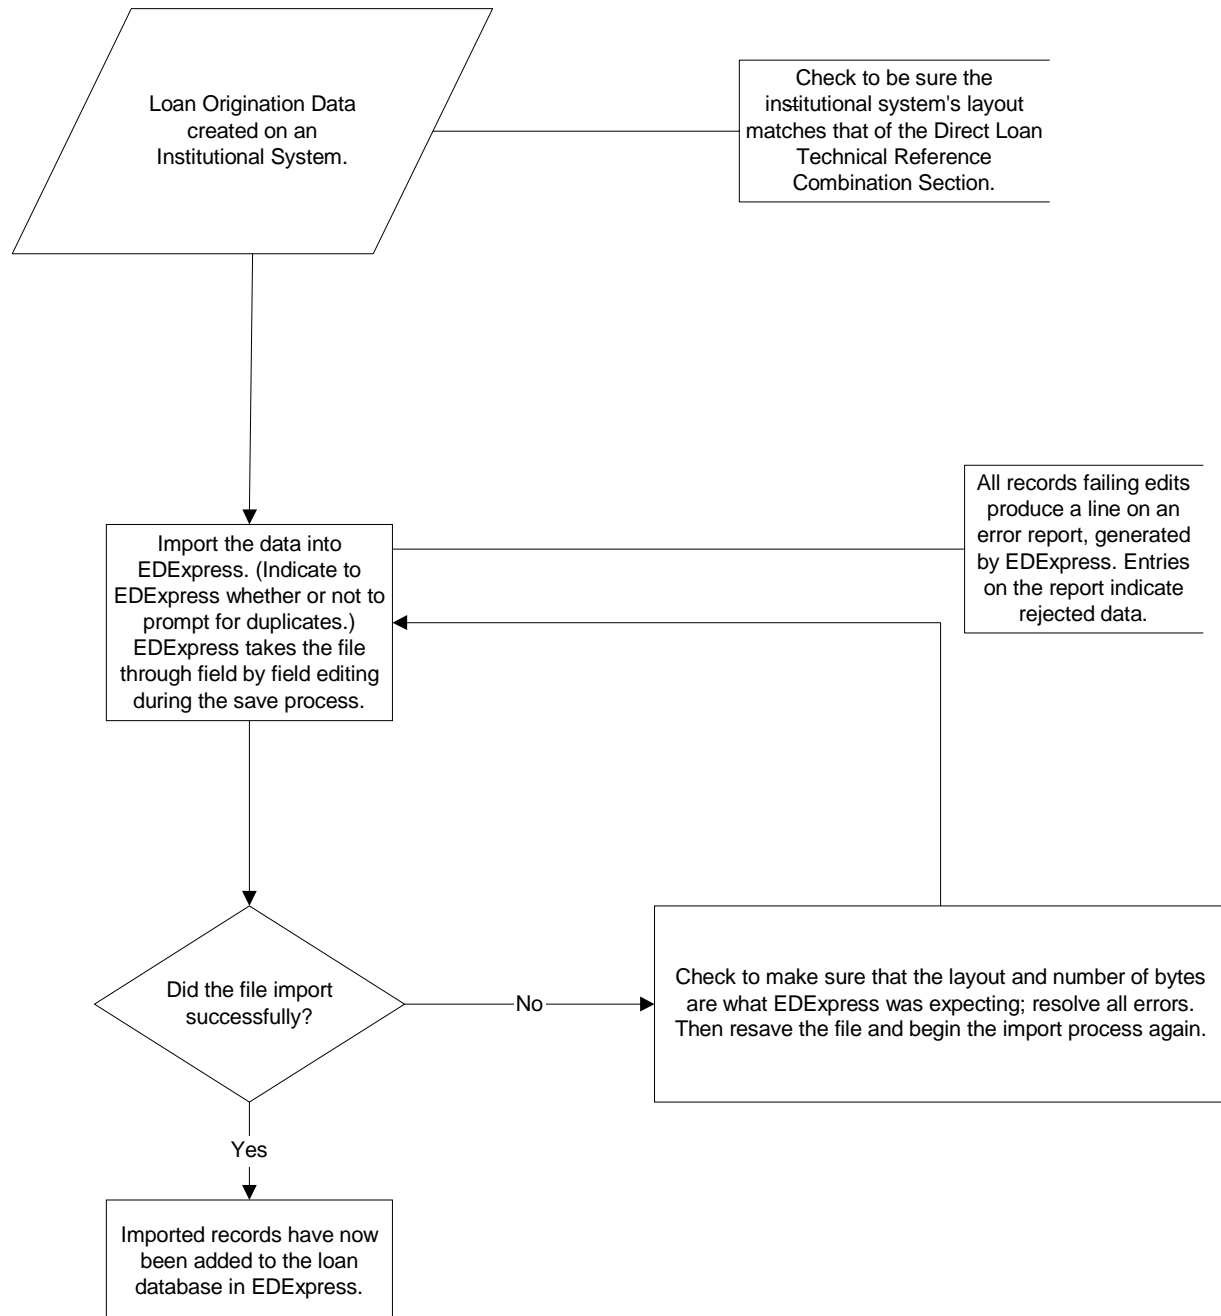 Loan Origination Data
created on an
Institutional System.
Check to be sure the
institutional system's layout
matches that of the Direct Loan
Technical Reference
Combination Section.
All records failing edits
produce a line on an
error report, generated
by EDExpress. Entries
on the report indicate
rejected data.
Import the data into
EDExpress. (Indicate to
EDExpress whether or not to
prompt for duplicates.)
EDExpress takes the file
through field by field editing
during the save process.
Did the file import
successfully?
No
Check to make sure that the layout and number of bytes
are what EDExpress was expecting; resolve all errors.
Then resave the file and begin the import process again.
Yes
Imported records have now
been added to the loan
database in EDExpress.